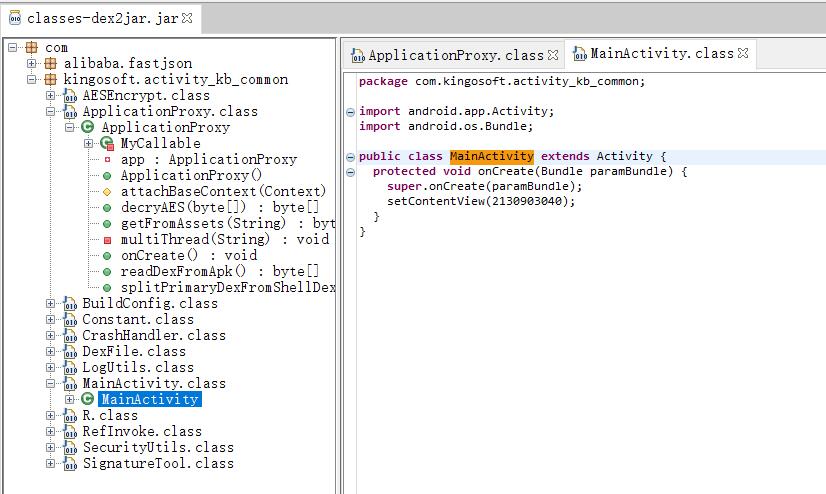 classes-dex2jar.jar
com
alibaba.fastjson
kingosoft.activity_kb_common
AESEncrypt.class
ApplicationProxy.class
ApplicationProxy
MyCallable
app : ApplicationProxy
ApplicationProxy()
attachBaseContext(Context)
decryAES(byte[]) : byte[]
getFromAssets(String) : byt
multiThread(String) : void
onCreate() : void
readDexFromApk() : byte[]
splitPrimaryDexFromShellDex
BuildConfig.class
Constant.class
CrashHandler.class
DexFile.class
LogUtils.class
MainActivity.class
MainActivity
R.class
RefInvoke.class
SecurityUtils.class
SignatureTool.class
ApplicationProxy.class MainActivity.class
package com.kingosoft.activity_kb_common;
import android.app.Activity;
import android.os.Bundle;
public class MainActivity extends Activity {
protected void onCreate(Bundle paramBundle) {
super.onCreate(paramBundle);
setContentView(2130903040);
}
}